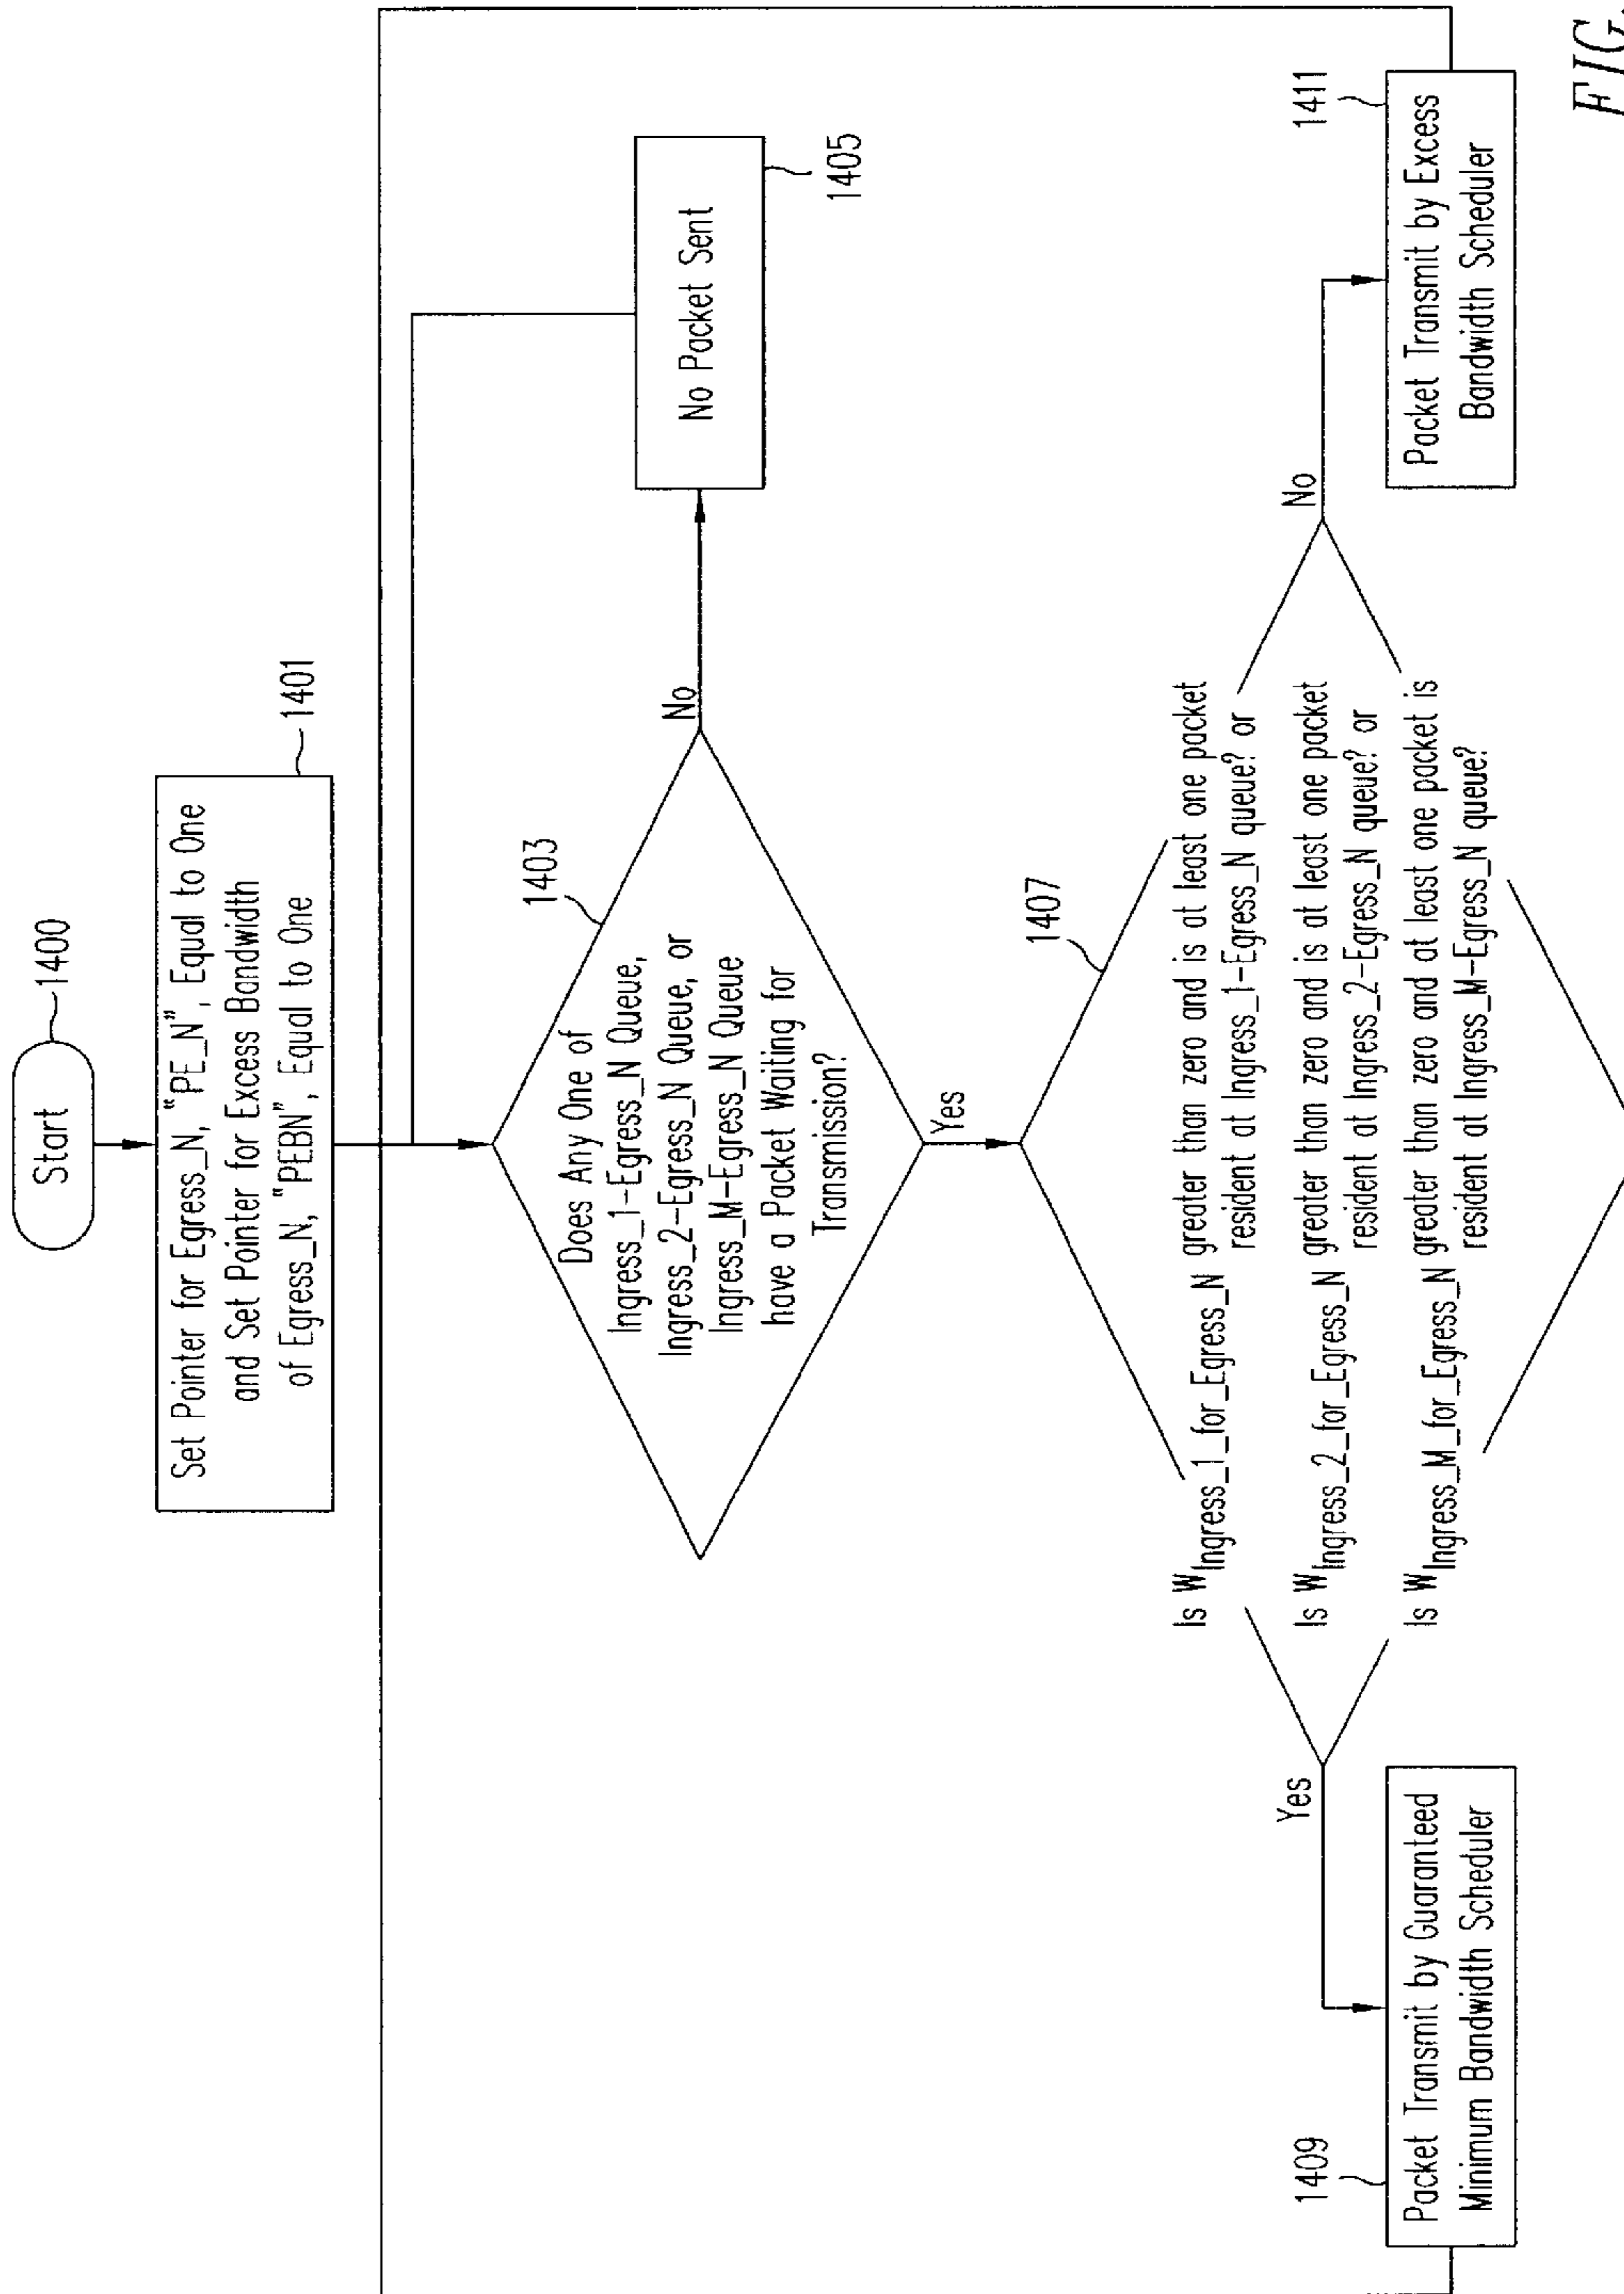 Start
1400
Set Pointer for Egress_N, "PE_N", Equal to One
and Set Pointer for Excess Bandwidth
of Egress_N, "PEBN", Equal to One
1401
Does Any One of
Ingress_1-Egress_N Queue,
Ingress_2-Egress_N Queue, or
Ingress_M-Egress_N Queue
have a Packet Waiting for
Transmission?
1403
No
No Packet Sent
1405
Yes
1407
Is WIngress_1_for_Egress_N greater than zero and is at least one packet
resident at Ingress_1-Egress_N queue? or
Is WIngress_2_for_Egress_N greater than zero and is at least one packet
resident at Ingress_2-Egress_N queue? or
Is WIngress_M_for_Egress_N greater than zero and at least one packet is
resident at Ingress_M-Egress_N queue?
Yes
No
1409
Packet Transmit by Guaranteed
Minimum Bandwidth Scheduler
1411
Packet Transmit by Excess
Bandwidth Scheduler
FIG.